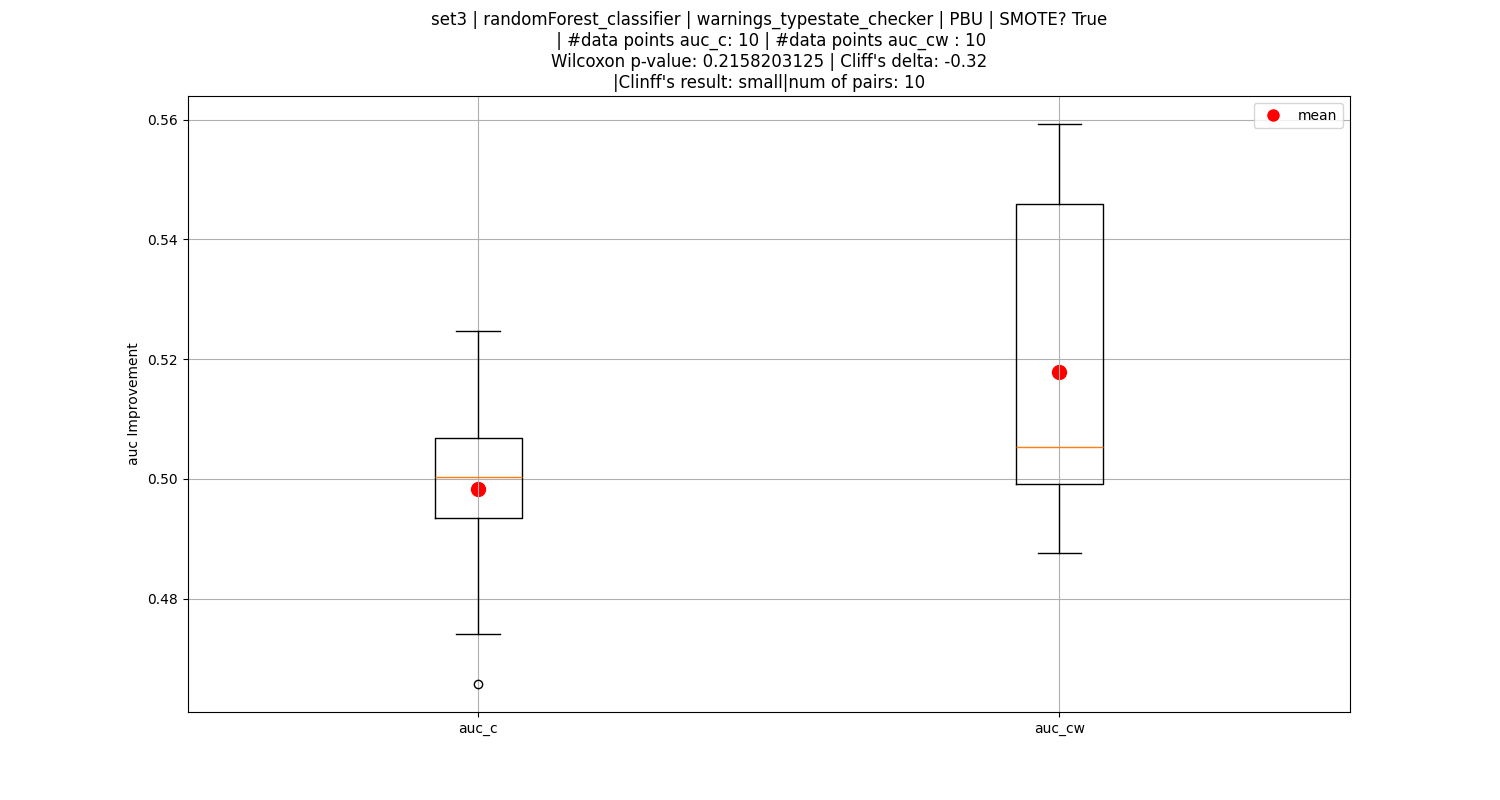 set3 | randomForest_classifier | warnings_typestate_checker | PBU | SMOTE? True
| #data points auc_c: 10 | #data points auc_cw : 10
Wilcoxon p-value: 0.2158203125 | Cliff's delta: -0.32
|Clinff's result: small|num of pairs: 10
mean
0.56
0.54
0.52
0.50
0.48
auc Improvement
auc_c
auc_cw